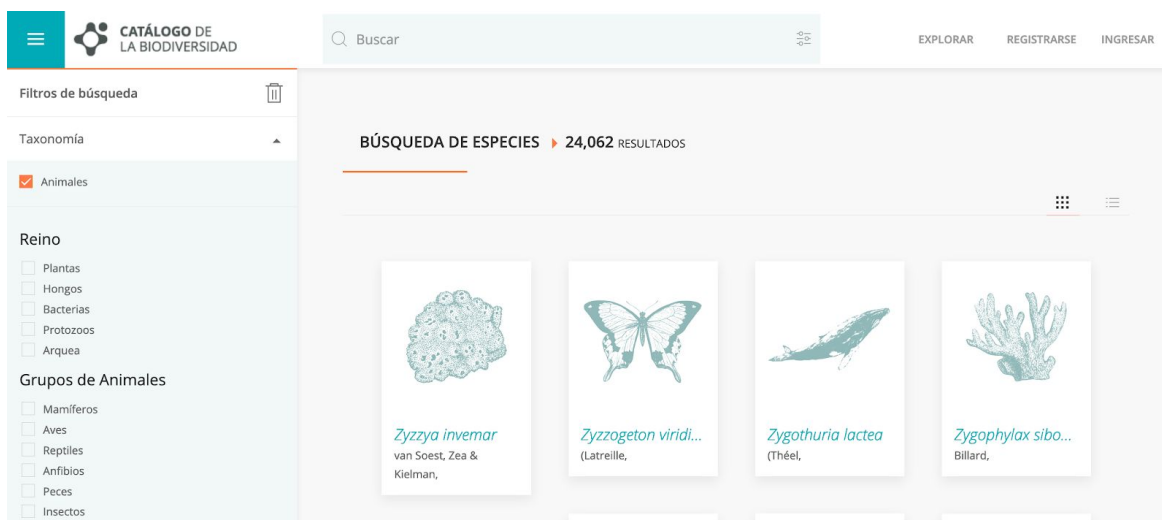 CATÁLOGO DE
LA BIODIVERSIDAD
Buscar
EXPLORAR
REGISTRARSE
INGRESAR
Filtros de búsqueda
Taxonomía
Animales
Reino
Plantas
Hongos
Bacterias
Protozoos
Arquea
Grupos de Animales
Mamíferos
Aves
Reptiles
Anfibios
Peces
Insectos
BÚSQUEDA DE ESPECIES 24,062 RESULTADOS
Zyzzya invemar
van Soest, Zea &
Kielman,
Zyzzogeton viridi...
(Latreille,
Zygothuria lactea
(Théel,
Zygophylax sibo...
Billard,